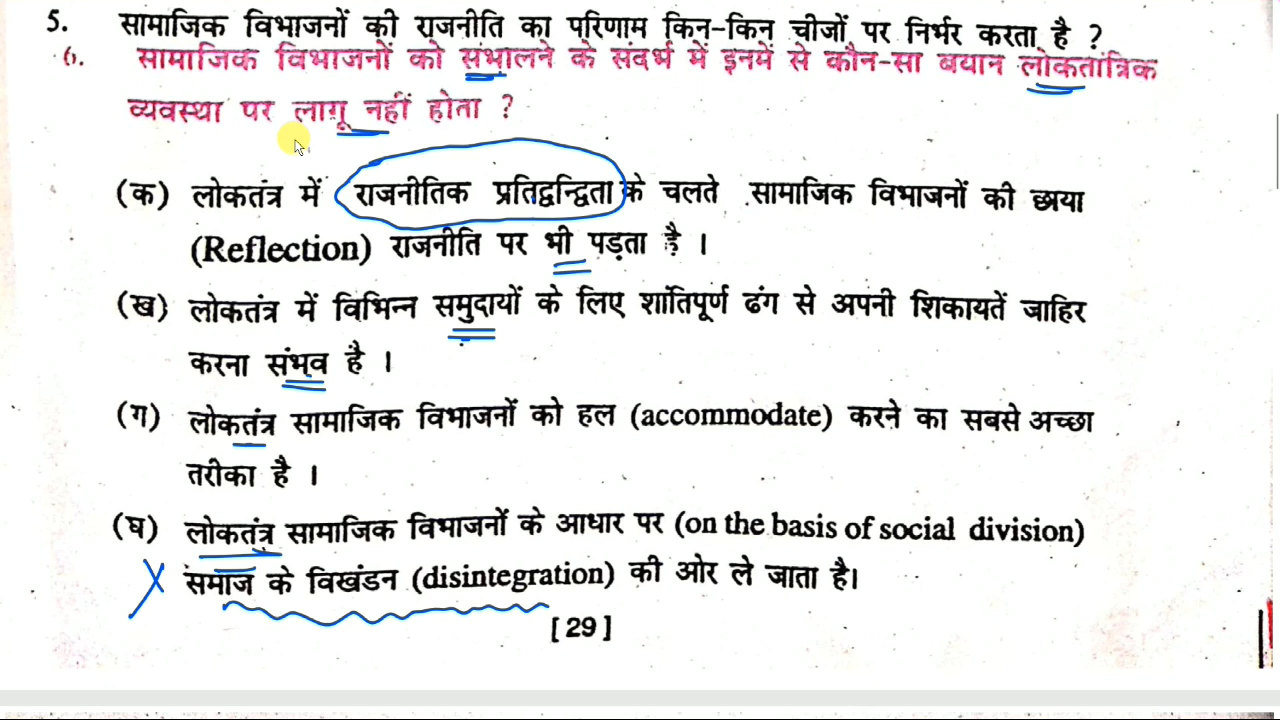 5. सामाजिक विभाजनों की राजनीति का परिणाम किन-किन चीजों पर निर्भर करता है ?
6. सामाजिक विभाजनों को संभालने के संदर्भ में इनमें से कौन-सा बयान लोकतांत्रिक
व्यवस्था पर लागू नहीं होता ?
(क) लोकतंत्र में राजनीतिक प्रतिद्वन्द्विता के चलते सामाजिक विभाजनों की छाया
(Reflection) राजनीति पर भी पड़ता है ।
(ख) लोकतंत्र में विभिन्न समुदायों के लिए शांतिपूर्ण ढंग से अपनी शिकायतें जाहिर
करना संभव है ।
(ग) लोकतंत्र सामाजिक विभाजनों को हल (accommodate) करने का सबसे अच्छा
तरीका है ।
(घ) लोकतंत्र सामाजिक विभाजनों के आधार पर (on the basis of social division)
समाज के विखंडन (disintegration) की ओर ले जाता है।
[ 29 ]